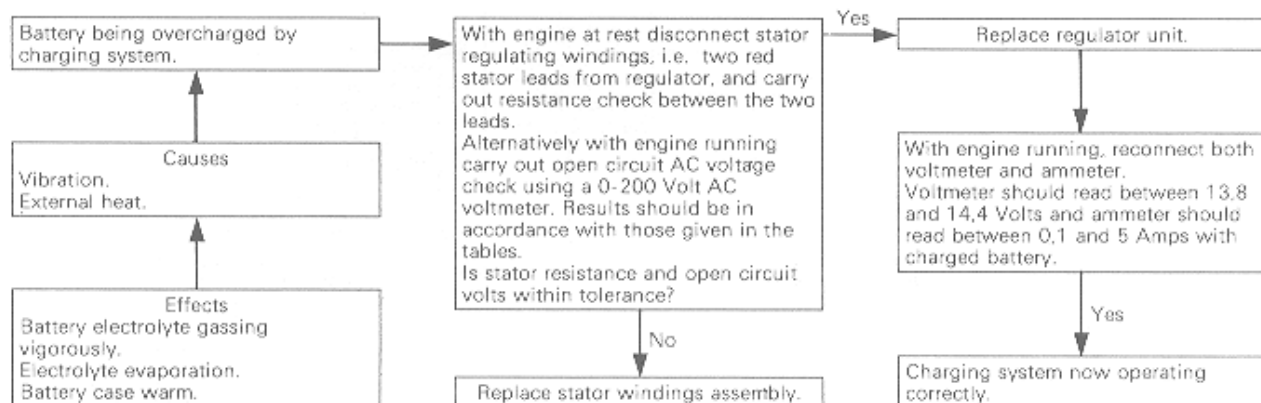 Battery being overcharged by
charging system.
Causes
Vibration.
External heat.
Effects
Battery electrolyte gassing
vigorously.
Electrolyte evaporation.
Battery case warm.
With engine at rest disconnect stator
regulating windings, i.e. two red
stator leads from regulator, and carry
out resistance check between the two
leads.
Alternatively with engine running
carry out open circuit AC voltage
check using a 0-200 Volt AC
voltmeter. Results should be in
accordance with those given in the
tables.
Is stator resistance and open circuit
volts within tolerance?
No
Replace stator windings assembly.
Yes
Replace regulator unit.
With engine running, reconnect both
voltmeter and ammeter.
Voltmeter should read between 13,8
and 14,4 Volts and ammeter should
read between 0,1 and 5 Amps with
charged battery.
Yes
Charging system now operating
correctly.